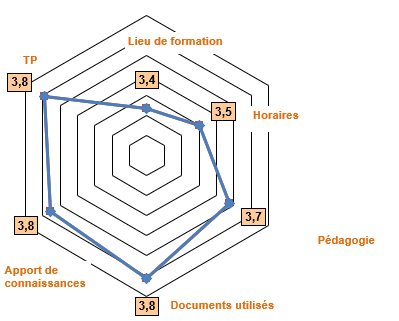 Lieu de formation
TP
3,8
3,4
3,5
Horaires
3,7
Pédagogie
3,8
Apport de
connaissances
3,8
Documents utilisés